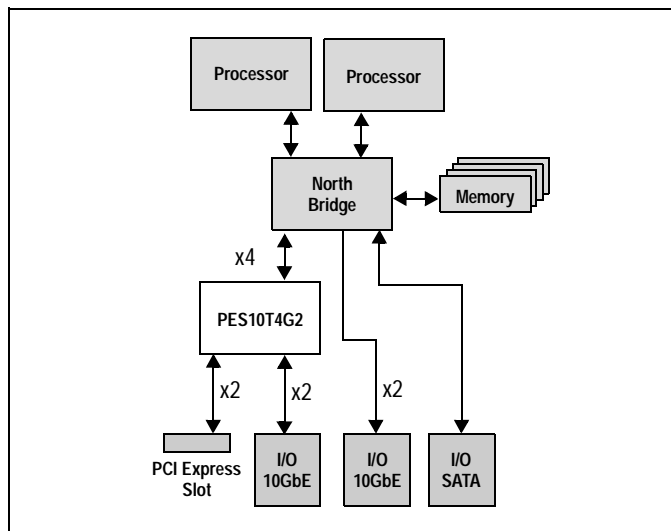 Processor
Processor
North
Bridge
Memory
x4
PES10T4G2
x2
x2
x2
PCI Express
Slot
I/O
10GbE
I/O
10GbE
I/O
SATA